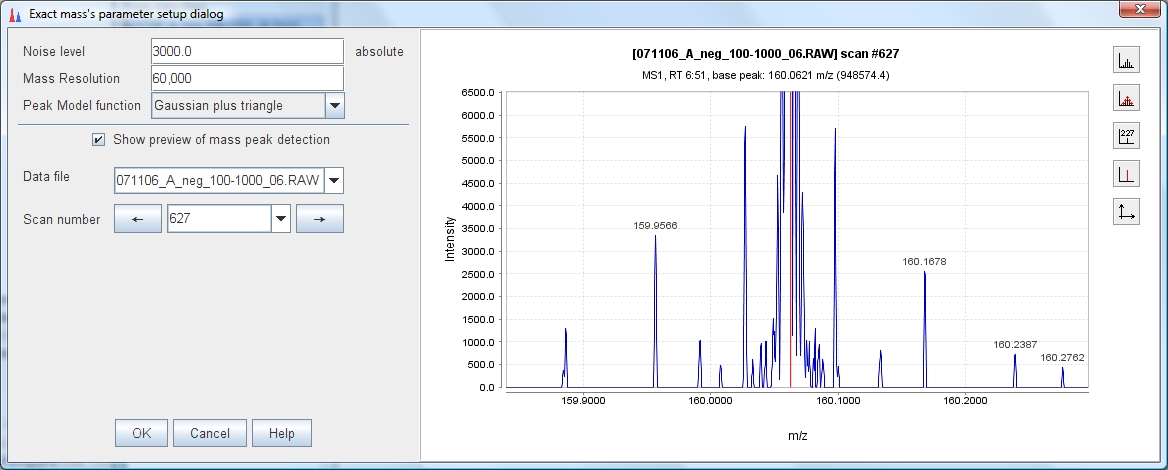 Exact mass's parameter setup dialog
Noise level 3000.0 absolute
Mass Resolution 60,000
Peak Model function Gaussian plus triangle
Show preview of mass peak detection
Data file 071106_A_neg_100-1000_06.RAW
Scan number ← 627 →
OK Cancel Help
[071106_A_neg_100-1000_06.RAW] scan #627
MS1, RT 6:51, base peak: 160.0621 m/z (948574.4)
6500.0
6000.0
5500.0
5000.0
4500.0
4000.0
3500.0
3000.0
2500.0
2000.0
1500.0
1000.0
500.0
0.0
Intensity
159.9566
160.1678
160.2387
160.2762
159.9000 160.0000 160.1000 160.2000
m/z
227